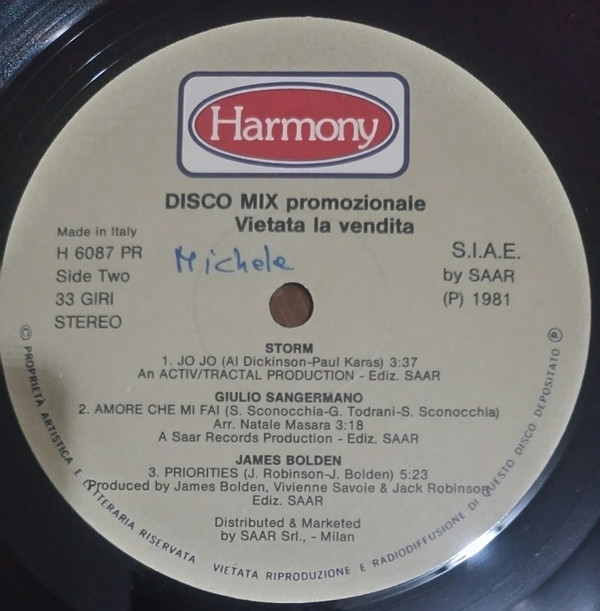 Harmony
DISCO MIX promozionale
Vietata la vendita
Made in Italy
H 6087 PR
Side Two
33 GIRI
STEREO
Michele
S.I.A.E.
by SAAR
(P) 1981
STORM
1. JO JO (Al Dickinson-Paul Karas) 3:37
An ACTIV/TRACTAL PRODUCTION - Ediz. SAAR
GIULIO SANGERMANO
2. AMORE CHE MI FAI (S. Sconocchia-G. Todrani-S. Sconocchia)
Arr. Natale Masara 3:18
A Saar Records Production - Ediz. SAAR
JAMES BOLDEN
3. PRIORITIES (J. Robinson-J. Bolden) 5:23
Produced by James Bolden, Vivienne Savoie & Jack Robinson
Ediz. SAAR
Distributed & Marketed
by SAAR Srl., - Milan
© PROPRIETÀ ARTISTICA E LETTERARIA RISERVATA VIETATA RIPRODUZIONE E RADIODIFFUSIONE DI QUESTO DISCO DEPOSITATO ℗